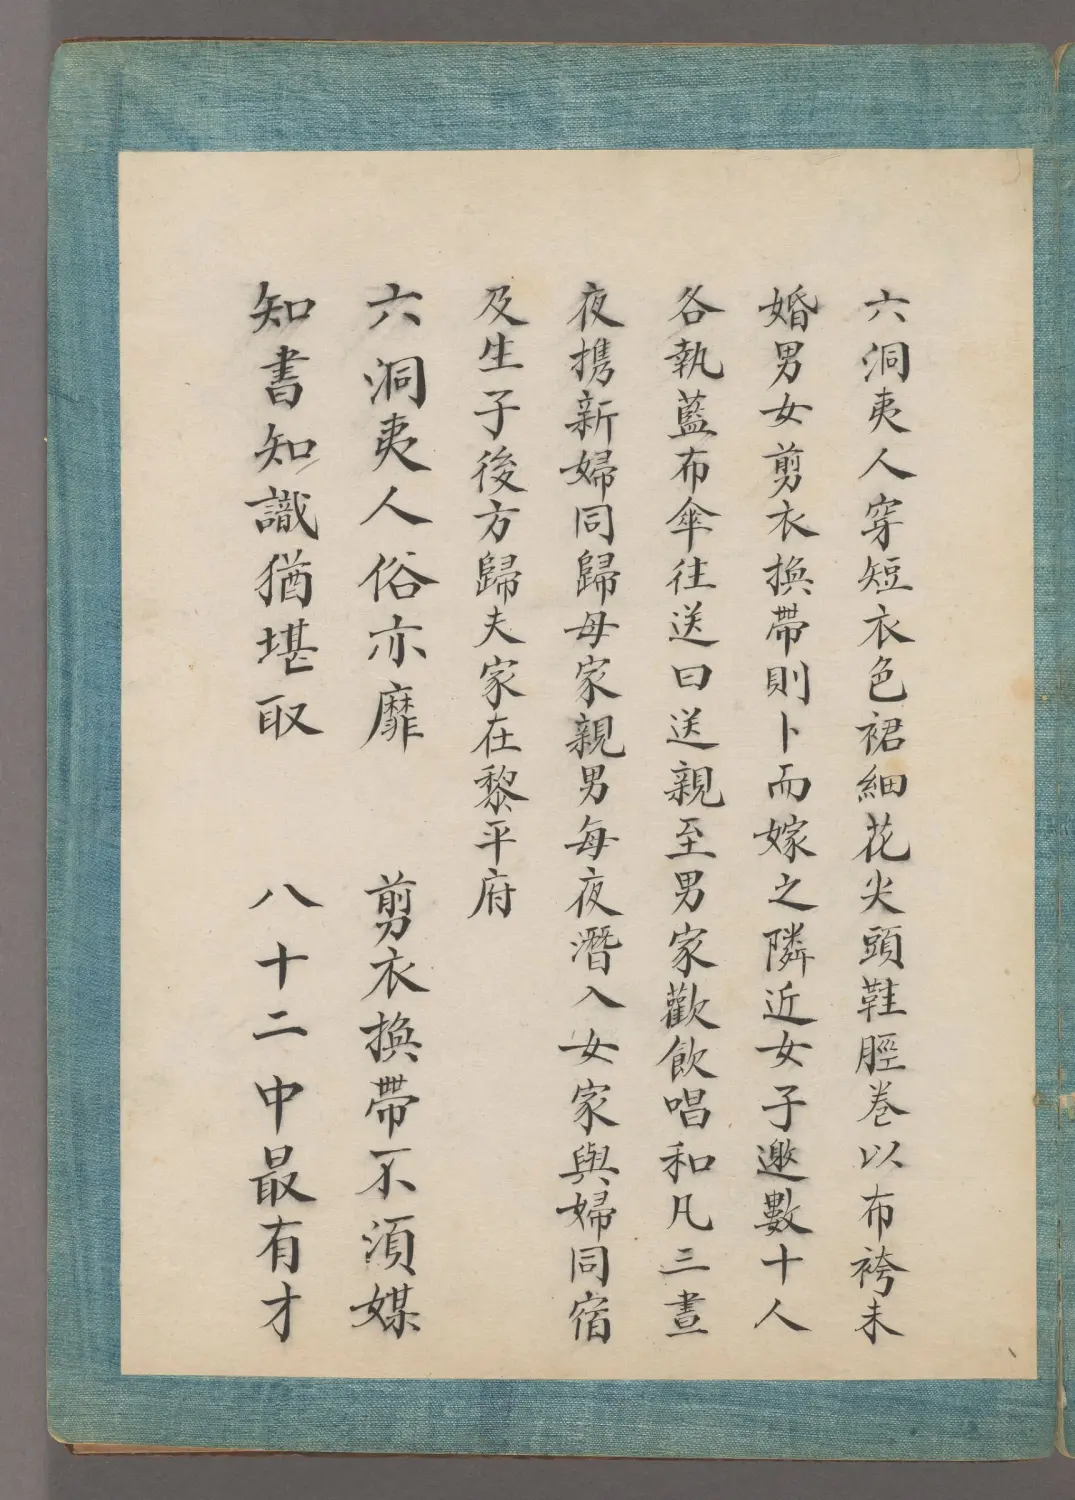 六洞夷人穿短衣色裙細花尖頭鞋脛巻以布袴未
婚男女剪衣換帶則卜而嫁之隣近女子邀數十人
各執藍布傘往送曰送親至男家歡飲唱和凡三晝
夜携新婦同歸母家親男每夜潛入女家與婦同宿
及生子後方歸夫家在黎平府
六洞夷人俗亦靡 剪衣換帶不湏媒
知書知識猶堪取 八十二中最有才